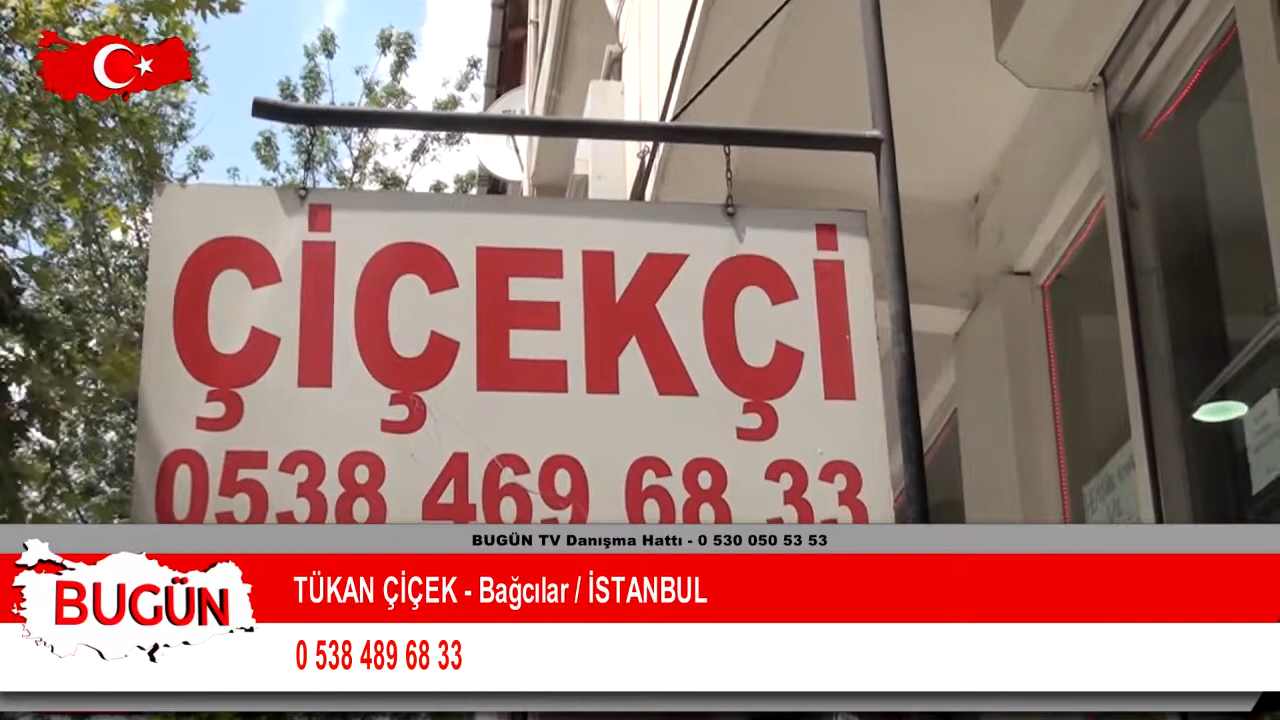 ÇİÇEKÇİ
0538 469 68 33
BUGÜN TV Danışma Hattı - 0 530 050 53 53
BUGÜN
TÜKAN ÇİÇEK - Bağcılar / İSTANBUL
0 538 489 68 33